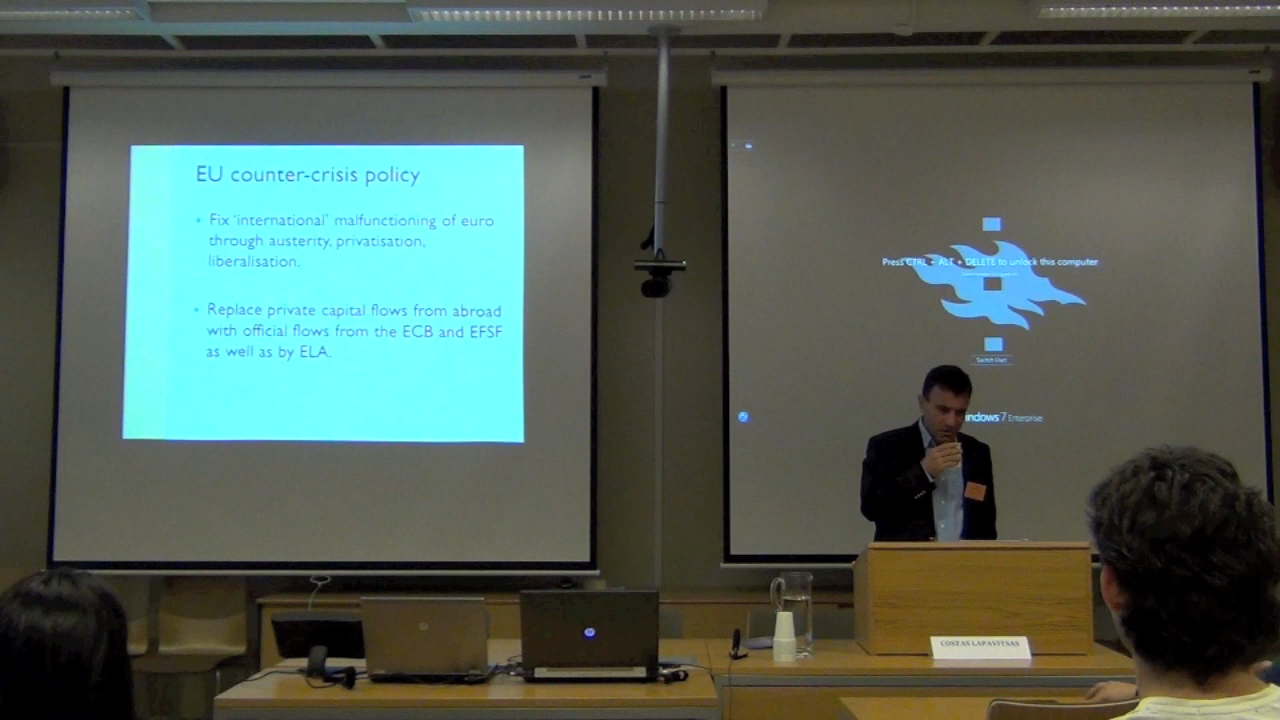 EU counter-crisis policy
Fix 'international' malfunctioning of euro
through austerity, privatisation,
liberalisation.
Replace private capital flows from abroad
with official flows from the ECB and EFSF
as well as by ELA.
Press CTRL + ALT + DELETE to unlock this computer
Switch User
ndows 7 Enterprise
COSTAS LAPAVITSAS